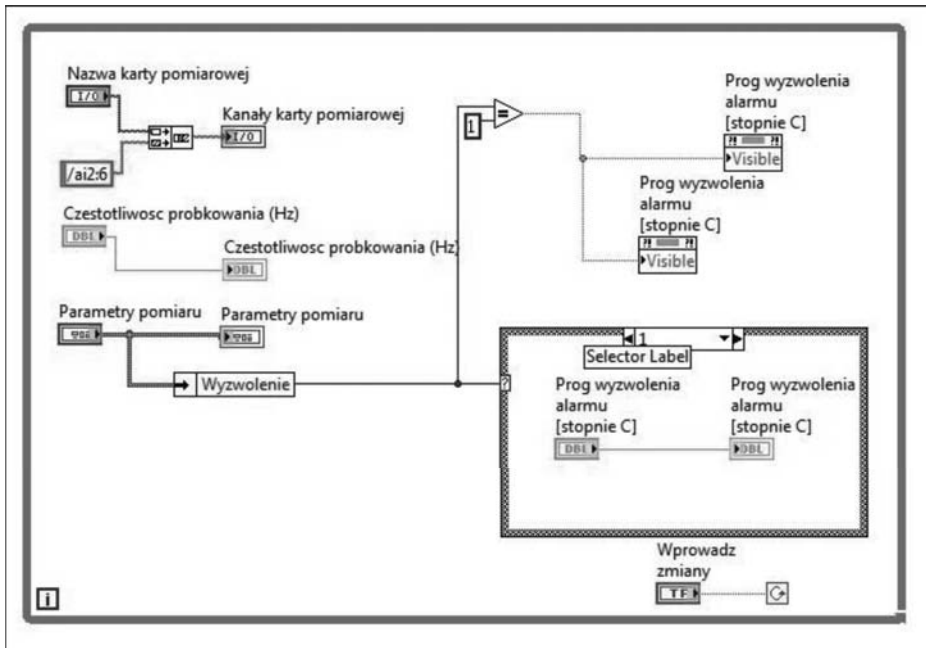 Nazwa karty pomiarowej
I/O
Kanały karty pomiarowej
I/O
/ai2:6
Czestotliwosc probkowania (Hz)
DBL
Czestotliwosc probkowania (Hz)
DBL
Parametry pomiaru
Parametry pomiaru
Wyzwolenie
1
=
Prog wyzwolenia
alarmu
[stopnie C]
?! ?!
Visible
Prog wyzwolenia
alarmu
[stopnie C]
?! ?!
Visible
1
Selector Label
?
Prog wyzwolenia
alarmu
[stopnie C]
DBL
Prog wyzwolenia
alarmu
[stopnie C]
DBL
Wprowadz
zmiany
TF
i